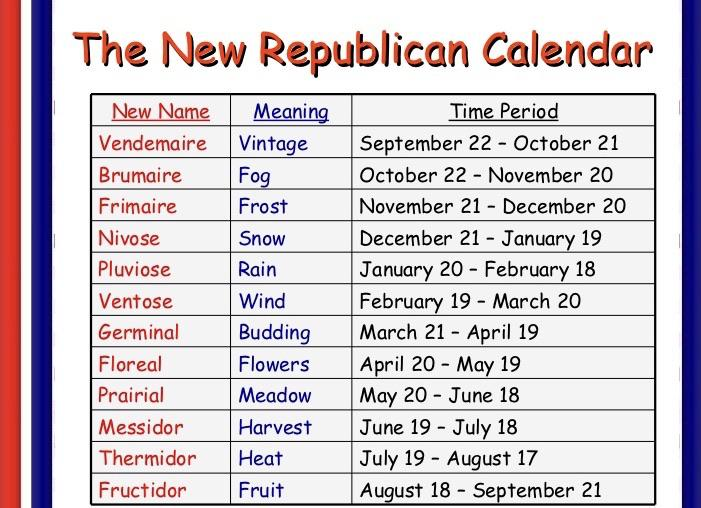 The New Republican Calendar
New Name Meaning Time Period
Vendemaire Vintage September 22 – October 21
Brumaire Fog October 22 – November 20
Frimaire Frost November 21 – December 20
Nivose Snow December 21 – January 19
Pluviose Rain January 20 – February 18
Ventose Wind February 19 – March 20
Germinal Budding March 21 – April 19
Floreal Flowers April 20 – May 19
Prairial Meadow May 20 – June 18
Messidor Harvest June 19 – July 18
Thermidor Heat July 19 – August 17
Fructidor Fruit August 18 – September 21